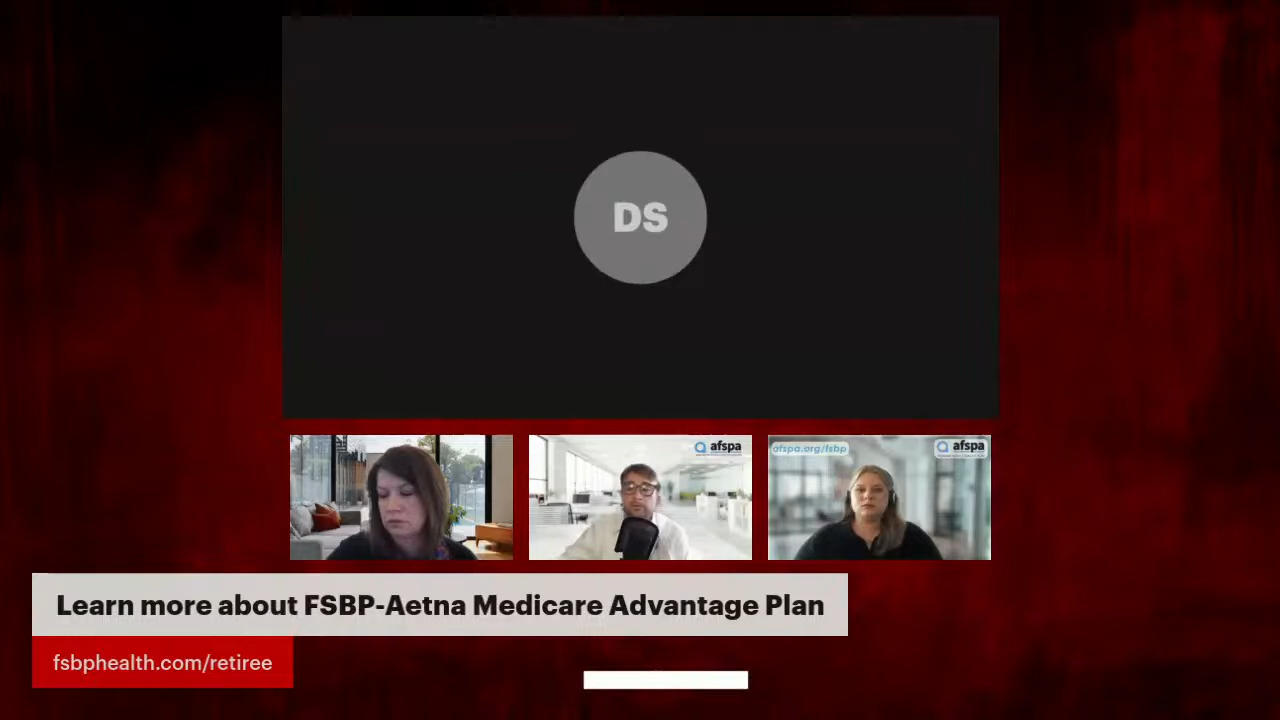 DS
afspa
afspa.org/fsbp
afspa
Learn more about FSBP-Aetna Medicare Advantage Plan
fsbphealth.com/retiree